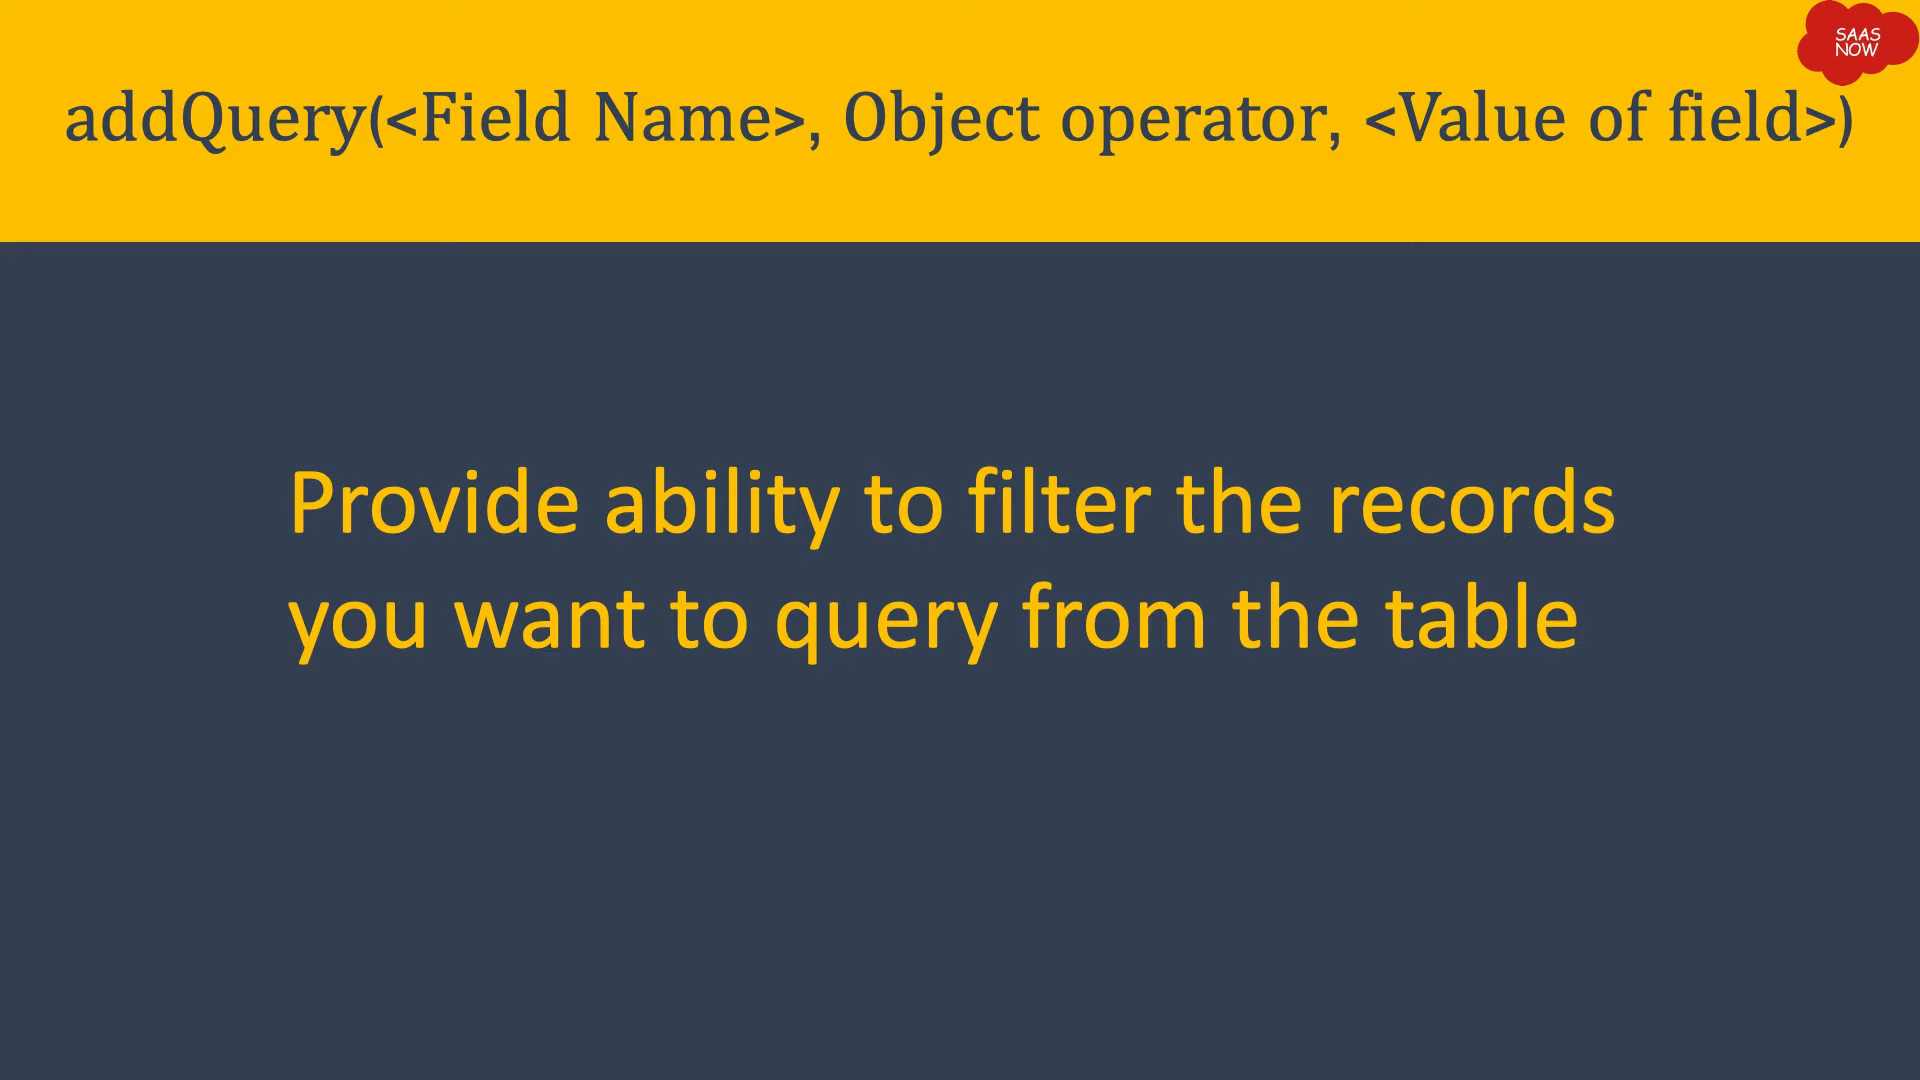 SAAS
NOW
addQuery(<Field Name>, Object operator, <Value of field>)
Provide ability to filter the records
you want to query from the table